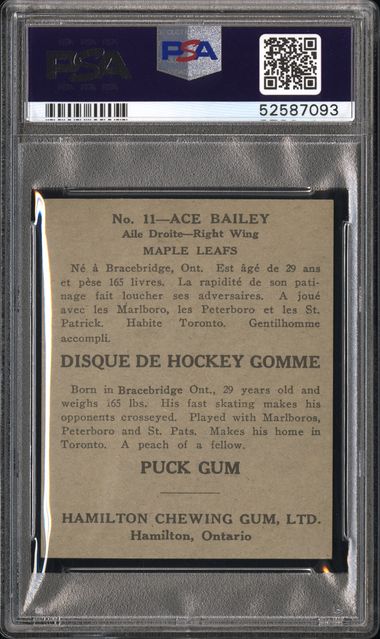 PSA
PSA
52587093
No. 11—ACE BAILEY
Aile Droite—Right Wing
MAPLE LEAFS
Né à Bracebridge, Ont. Est âgé de 29 ans
et pèse 165 livres. La rapidité de son pati-
nage fait loucher ses adversaires. A joué
avec les Marlboro, les Peterboro et les St.
Patrick. Habite Toronto. Gentilhomme
accompli.
DISQUE DE HOCKEY GOMME
Born in Bracebridge Ont., 29 years old and
weighs 165 lbs. His fast skating makes his
opponents crosseyed. Played with Marlboros,
Peterboro and St. Pats. Makes his home in
Toronto. A peach of a fellow.
PUCK GUM
HAMILTON CHEWING GUM, LTD.
Hamilton, Ontario